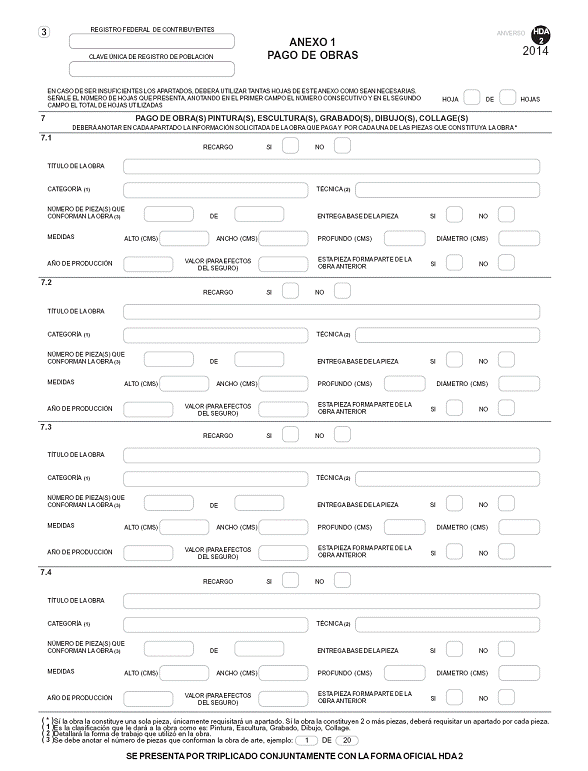 3
REGISTRO FEDERAL DE CONTRIBUYENTES
CLAVE ÚNICA DE REGISTRO DE POBLACION
ANEXO 1
PAGO DE OBRAS
ANVERSO HDA 2
2014
EN CASO DE SER INSUFICIENTES LOS APARTADOS, DEBERÁ UTILIZAR TANTAS HOJAS DE ESTE ANEXO COMO SEAN NECESARIAS.
SEÑALE EL NÚMERO DE HOJAS QUE PRESENTA, ANOTANDO EN EL PRIMER CAMPO EL NÚMERO CONSECUTIVO Y EN EL SEGUNDO
CAMPO EL TOTAL DE HOJAS UTILIZADAS
HOJA DE HOJAS
7 PAGO DE OBRA(S) PINTURA(S), ESCULTURA(S), GRABADO(S), DIBUJO(S), COLLAGE(S)
DEBERÁ ANOTAR EN CADA APARTADO LA INFORMACIÓN SOLICITADA DE LA OBRA QUE PAGA Y POR CADA UNA DE LAS PIEZAS QUE CONSTITUYA LA OBRA *
7.1
RECARGO SI NO
TÍTULO DE LA OBRA
CATEGORÍA (1) TÉCNICA (2)
NÚMERO DE PIEZA(S) QUE
CONFORMAN LA OBRA (3) DE ENTREGA BASE DE LA PIEZA SI NO
MEDIDAS ALTO (CMS) ANCHO (CMS) PROFUNDO (CMS) DIÁMETRO (CMS)
AÑO DE PRODUCCIÓN VALOR (PARA EFECTOS
DEL SEGURO) ESTA PIEZA FORMA PARTE DE LA
OBRA ANTERIOR SI NO
7.2
RECARGO SI NO
TÍTULO DE LA OBRA
CATEGORÍA (1) TÉCNICA (2)
NÚMERO DE PIEZA(S) QUE
CONFORMAN LA OBRA (3) DE ENTREGA BASE DE LA PIEZA SI NO
MEDIDAS ALTO (CMS) ANCHO (CMS) PROFUNDO (CMS) DIÁMETRO (CMS)
AÑO DE PRODUCCIÓN VALOR (PARA EFECTOS
DEL SEGURO) ESTA PIEZA FORMA PARTE DE LA
OBRA ANTERIOR SI NO
7.3
RECARGO SI NO
TÍTULO DE LA OBRA
CATEGORÍA (1) TÉCNICA (2)
NÚMERO DE PIEZA(S) QUE
CONFORMAN LA OBRA (3) DE ENTREGA BASE DE LA PIEZA SI NO
MEDIDAS ALTO (CMS) ANCHO (CMS) PROFUNDO (CMS) DIÁMETRO (CMS)
AÑO DE PRODUCCIÓN VALOR (PARA EFECTOS
DEL SEGURO) ESTA PIEZA FORMA PARTE DE LA
OBRA ANTERIOR SI NO
7.4
RECARGO SI NO
TÍTULO DE LA OBRA
CATEGORÍA (1) TÉCNICA (2)
NÚMERO DE PIEZA(S) QUE
CONFORMAN LA OBRA (3) DE ENTREGA BASE DE LA PIEZA SI NO
MEDIDAS ALTO (CMS) ANCHO (CMS) PROFUNDO (CMS) DIÁMETRO (CMS)
AÑO DE PRODUCCIÓN VALOR (PARA EFECTOS
DEL SEGURO) ESTA PIEZA FORMA PARTE DE LA
OBRA ANTERIOR SI NO
( * )Sí la obra la constituye una sola pieza, únicamente requisitará un apartado. Sí la obra la constituyen 2 o más piezas, deberá requisitar un apartado por cada pieza.
( 1 )Es la clasificación que le dará a la obra como es: Pintura, Escultura, Grabado, Dibujo, Collage.
( 2 )Detallará la forma de trabajo que utilizó en la obra.
( 3 )Se debe anotar el número de piezas que conforman la obra de arte, ejemplo: 1 DE 20
SE PRESENTA POR TRIPLICADO CONJUNTAMENTE CON LA FORMA OFICIAL HDA 2